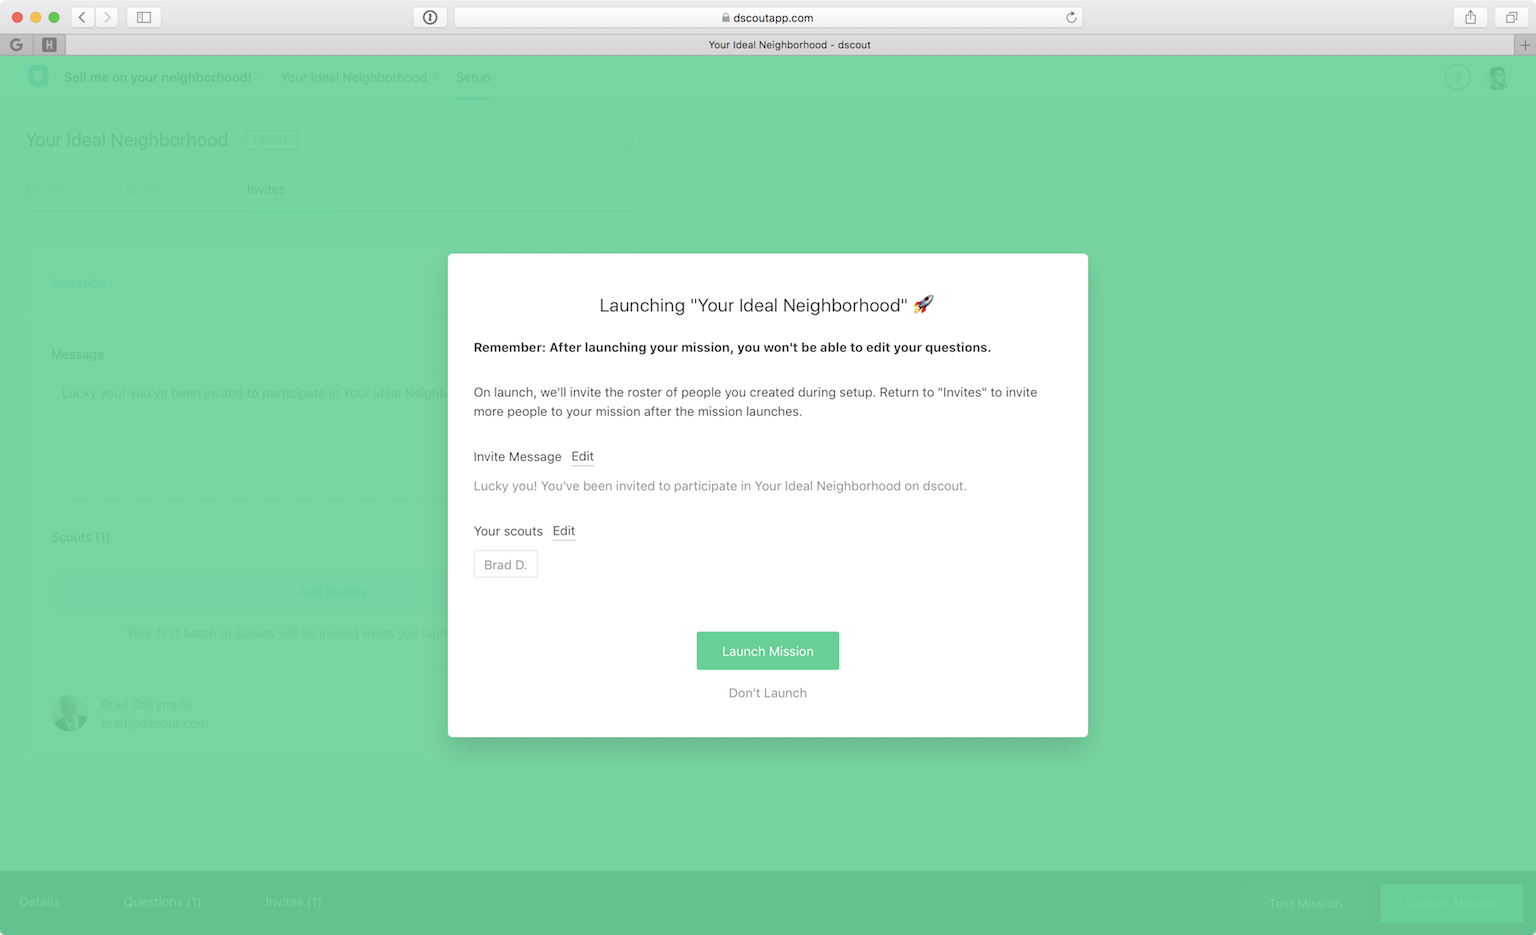 dscoutapp.com
G
H
Your Ideal Neighborhood - dscout
Sell me on your neighborhood!
Your Ideal Neighborhood
Setup
?
Your Ideal Neighborhood
DRAFT
Details
Questions
Invites
Invitation
Message
Lucky you! You've been invited to participate in Your Ideal Neighb
Scouts (1)
Add Scouts
Your first batch of scouts will be invited when you laun
Brad Dalrymple
brad@dscout.com
Launching "Your Ideal Neighborhood" 🚀
Remember: After launching your mission, you won't be able to edit your questions.
On launch, we'll invite the roster of people you created during setup. Return to "Invites" to invite
more people to your mission after the mission launches.
Invite Message Edit
Lucky you! You've been invited to participate in Your Ideal Neighborhood on dscout.
Your scouts Edit
Brad D.
Launch Mission
Don't Launch
Details
Questions (1)
Invites (1)
Test Mission
Launch Mission